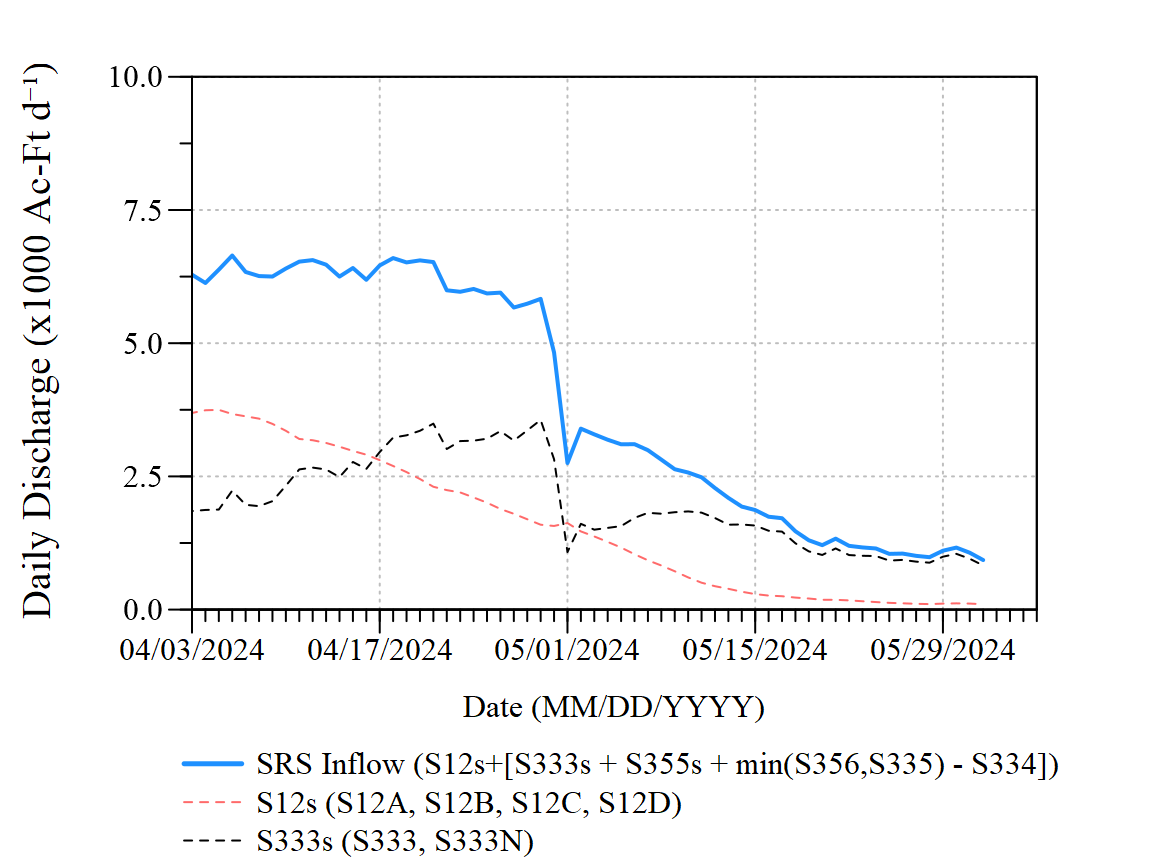 10.0
7.5
5.0
2.5
0.0
Daily Discharge (x1000 Ac-Ft d⁻¹)
04/03/2024 04/17/2024 05/01/2024 05/15/2024 05/29/2024
Date (MM/DD/YYYY)
SRS Inflow (S12s+[S333s + S355s + min(S356,S335) - S334])
S12s (S12A, S12B, S12C, S12D)
S333s (S333, S333N)